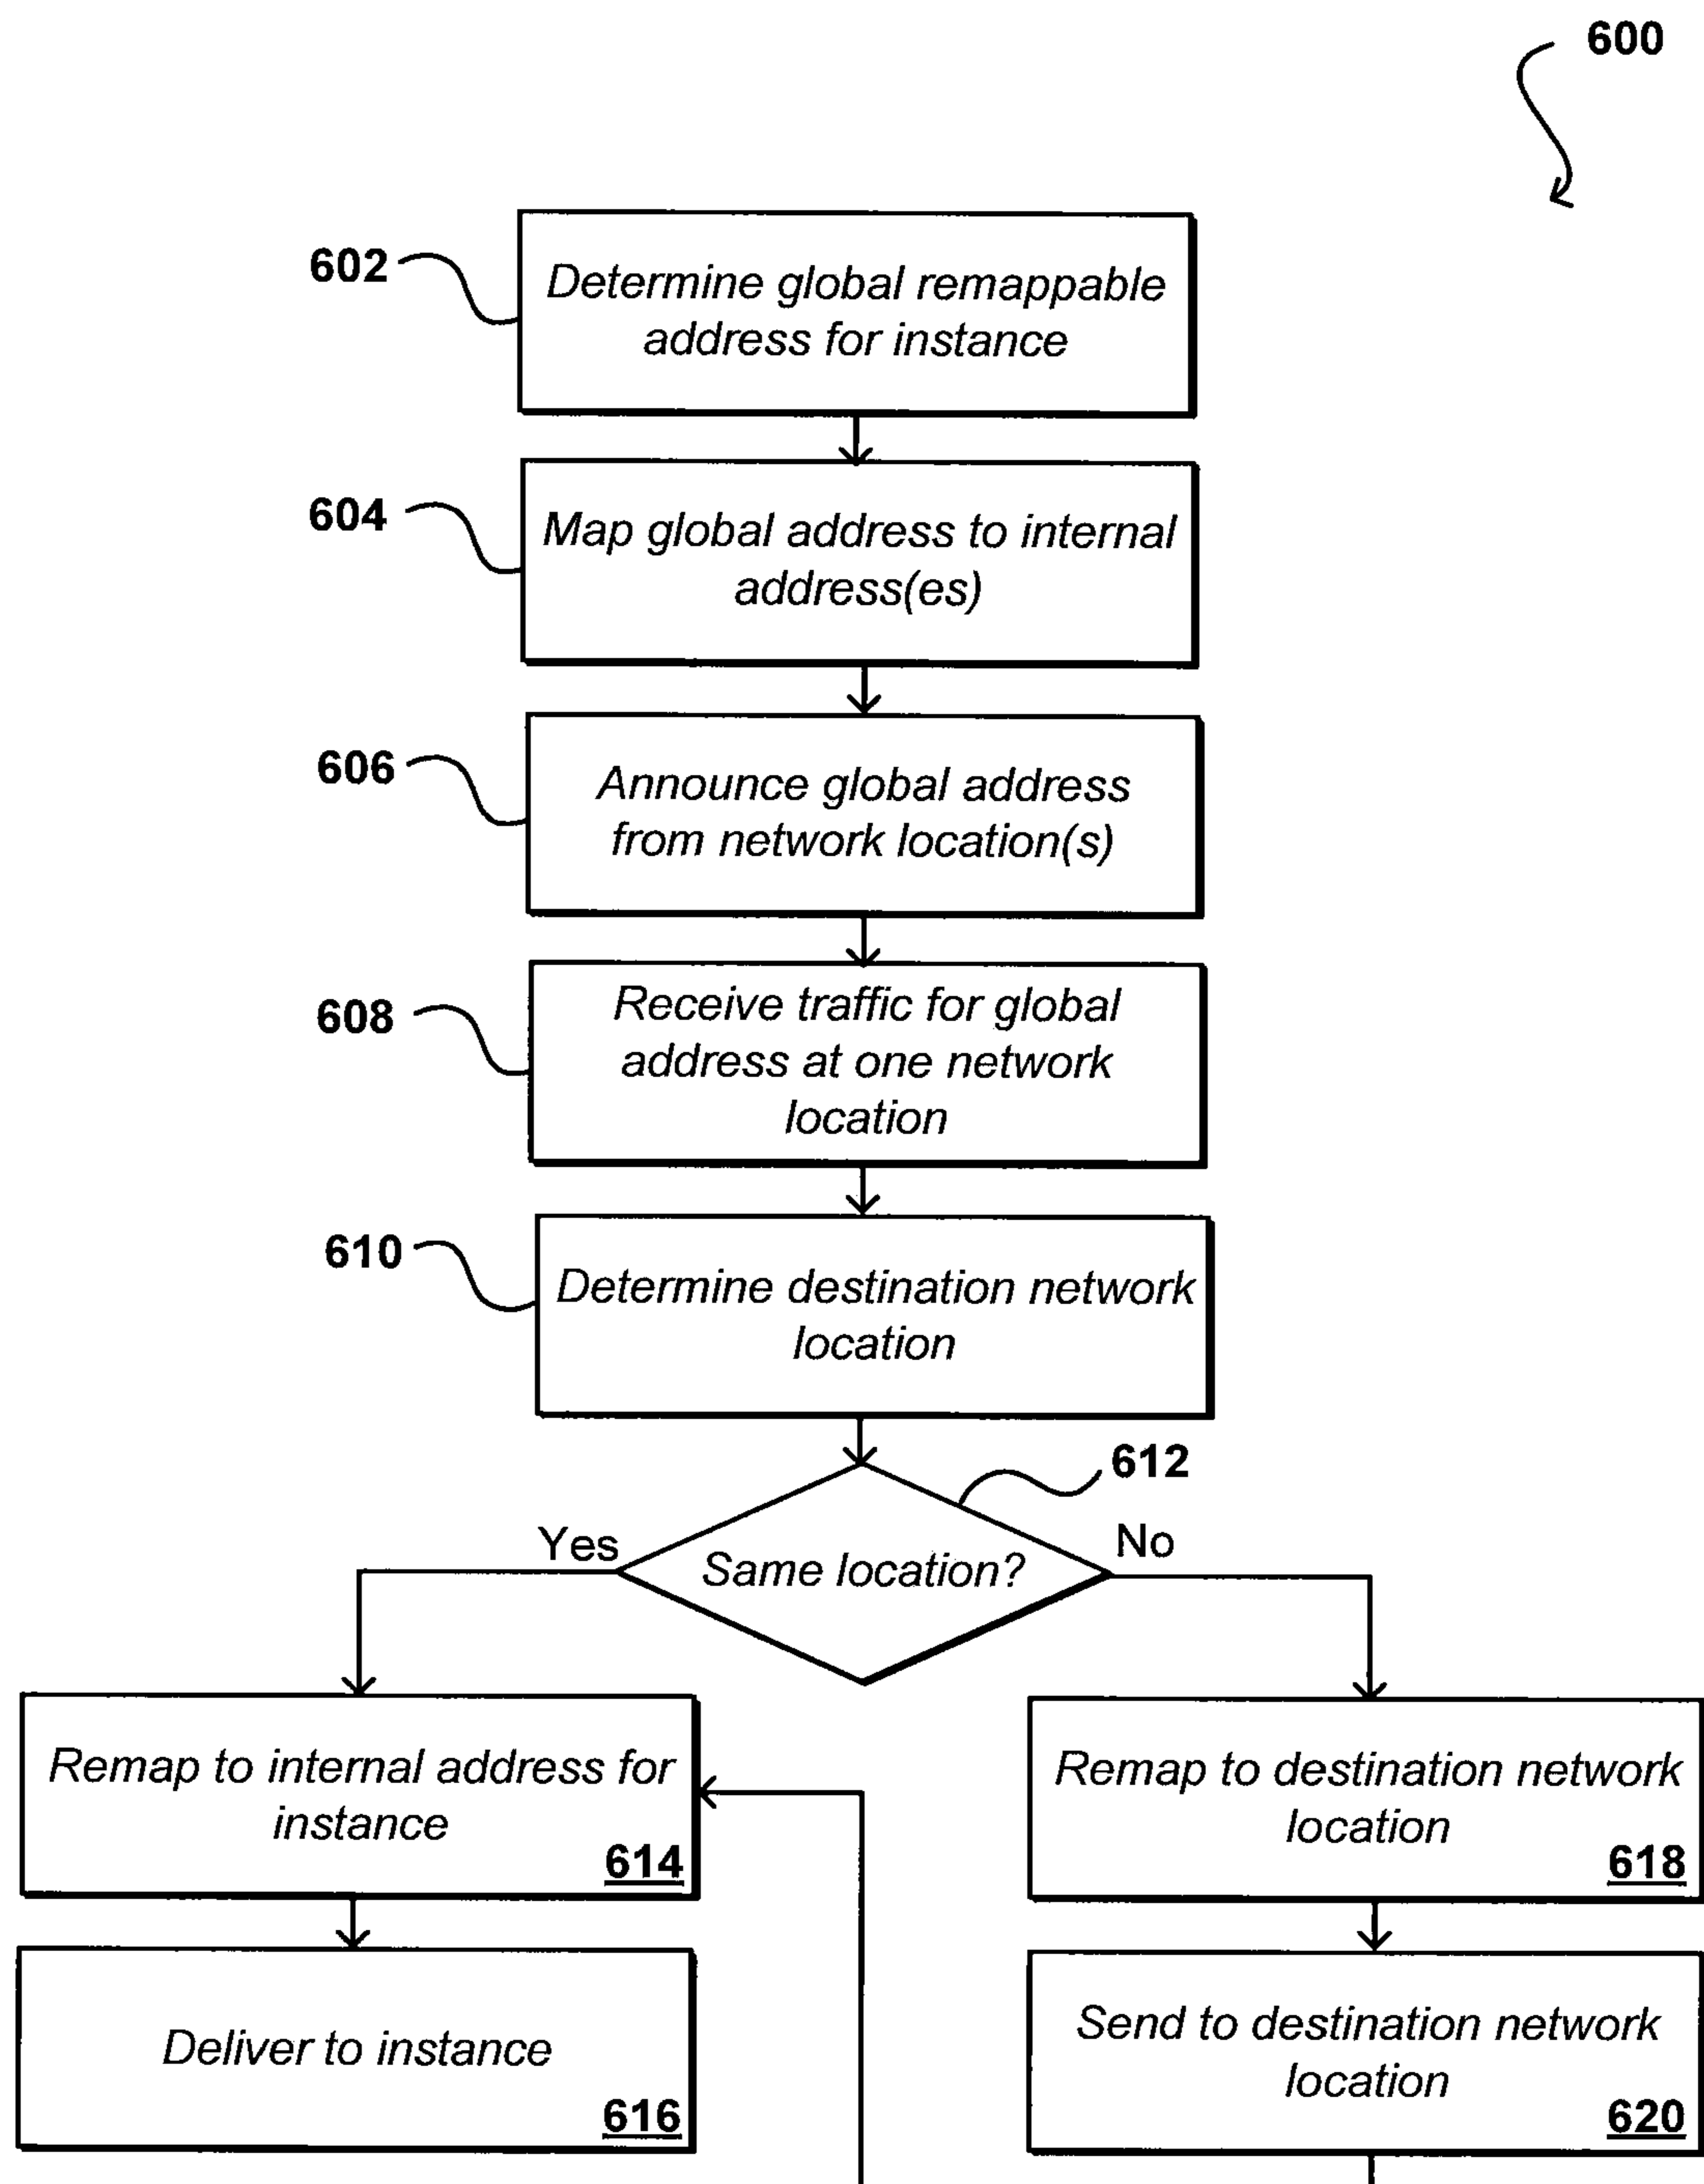 600
602
Determine global remappable
address for instance
604
Map global address to internal
address(es)
606
Announce global address
from network location(s)
608
Receive traffic for global
address at one network
location
610
Determine destination network
location
612
Yes
Same location?
No
Remap to internal address for
instance
614
Remap to destination network
location
618
Deliver to instance
616
Send to destination network
location
620